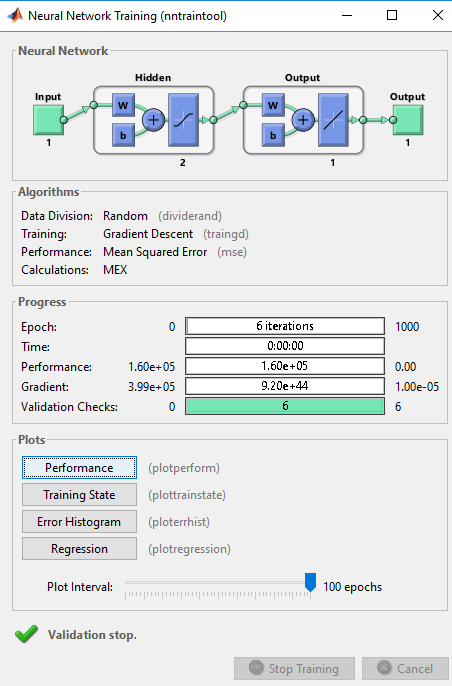 Neural Network Training (nntraintool)
Neural Network
Hidden Output
Input Output
W W
b b
1 2 1 1
Algorithms
Data Division: Random (dividerand)
Training: Gradient Descent (traingd)
Performance: Mean Squared Error (mse)
Calculations: MEX
Progress
Epoch: 0 6 iterations 1000
Time: 0:00:00
Performance: 1.60e+05 1.60e+05 0.00
Gradient: 3.99e+05 9.20e+44 1.00e-05
Validation Checks: 0 6 6
Plots
Performance (plotperform)
Training State (plottrainstate)
Error Histogram (ploterrhist)
Regression (plotregression)
Plot Interval: 100 epochs
Validation stop.
Stop Training Cancel